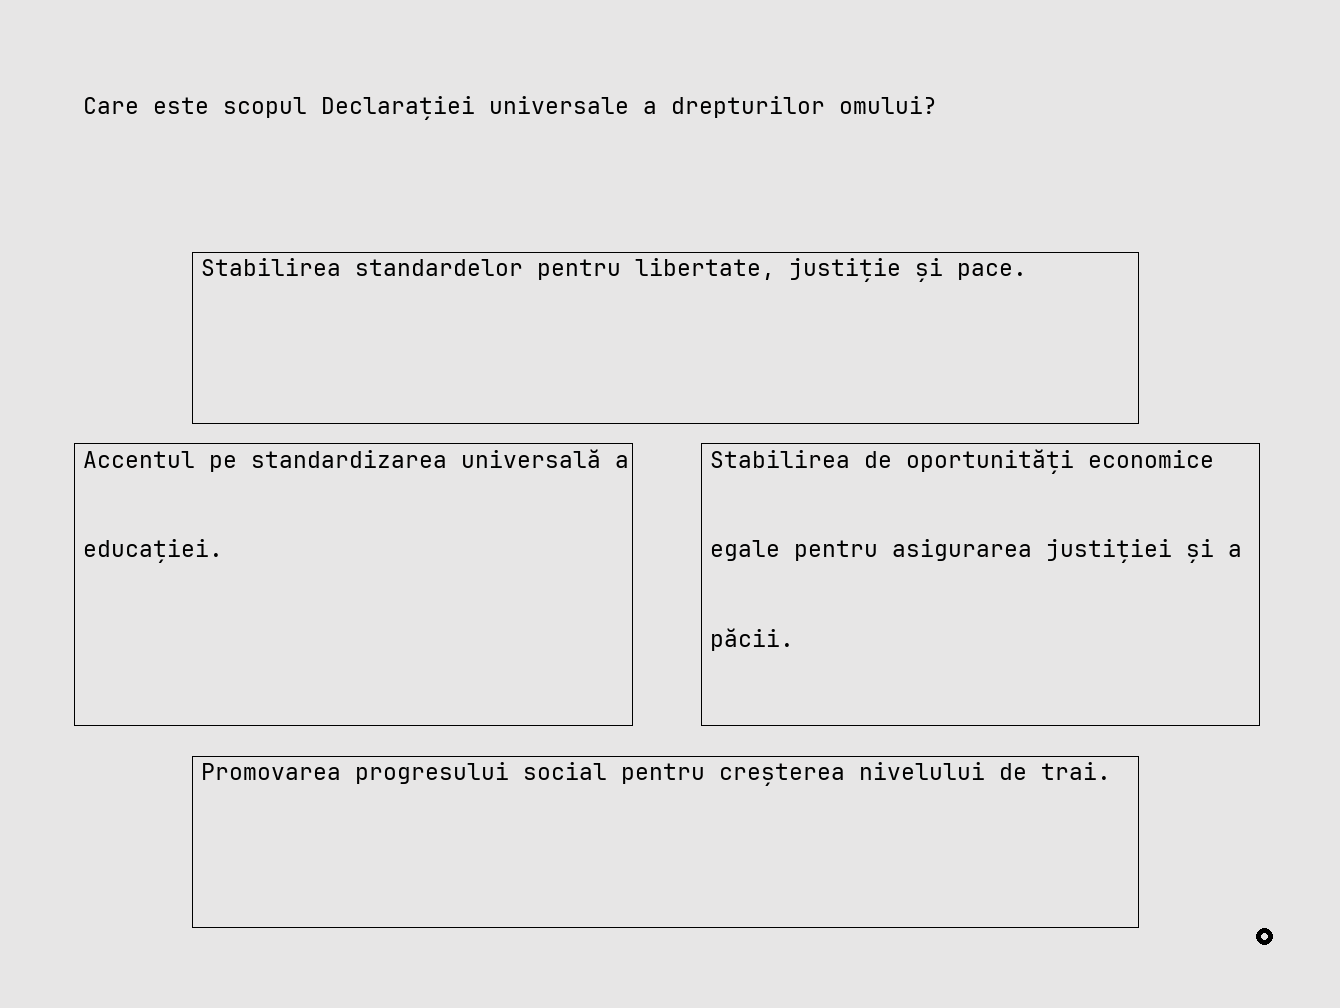 Care este scopul Declarației universale a drepturilor omului?
Stabilirea standardelor pentru libertate, justiție și pace.
Accentul pe standardizarea universală a
educației.
Stabilirea de oportunități economice
egale pentru asigurarea justiției și a
păcii.
Promovarea progresului social pentru creșterea nivelului de trai.